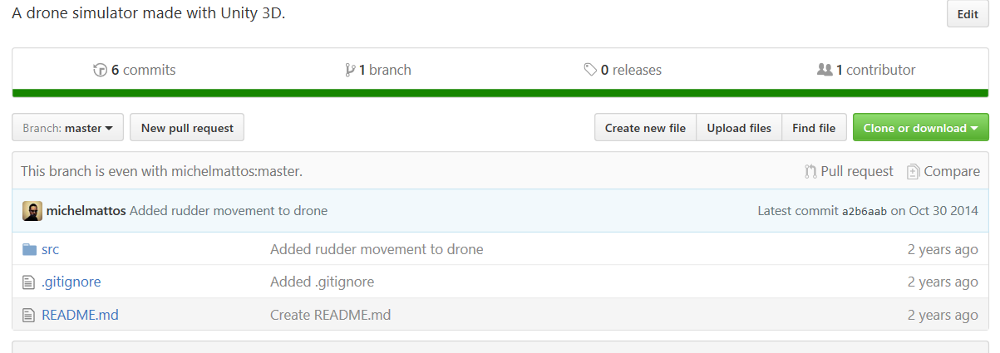 A drone simulator made with Unity 3D.
Edit
6 commits
1 branch
0 releases
1 contributor
Branch: master
New pull request
Create new file
Upload files
Find file
Clone or download
This branch is even with michelmattos:master.
Pull request
Compare
michelmattos Added rudder movement to drone
Latest commit a2b6aab on Oct 30 2014
src
Added rudder movement to drone
2 years ago
.gitignore
Added .gitignore
2 years ago
README.md
Create README.md
2 years ago